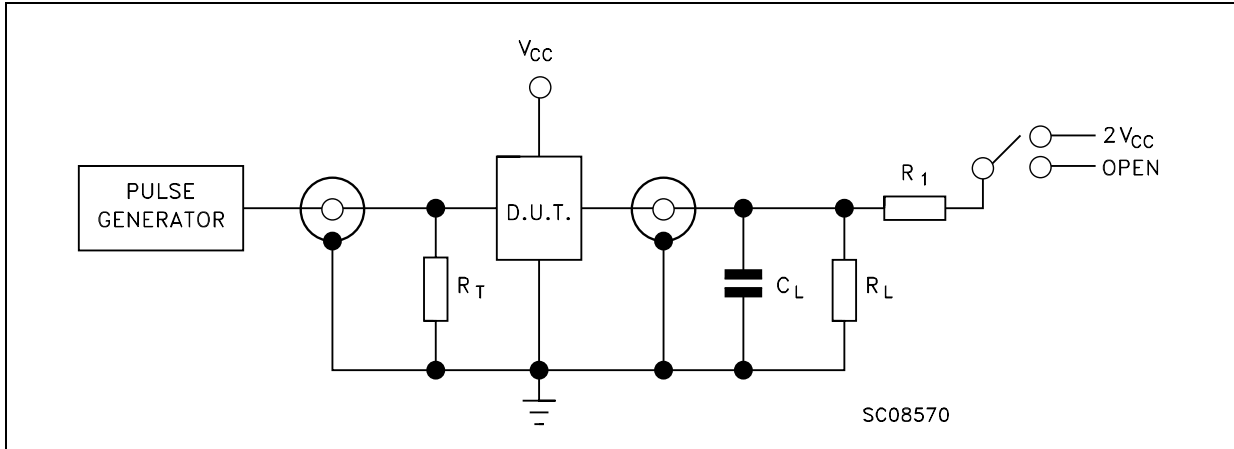 VCC
PULSE
GENERATOR
D.U.T.
RT
CL
RL
R1
2VCC
OPEN
SC08570